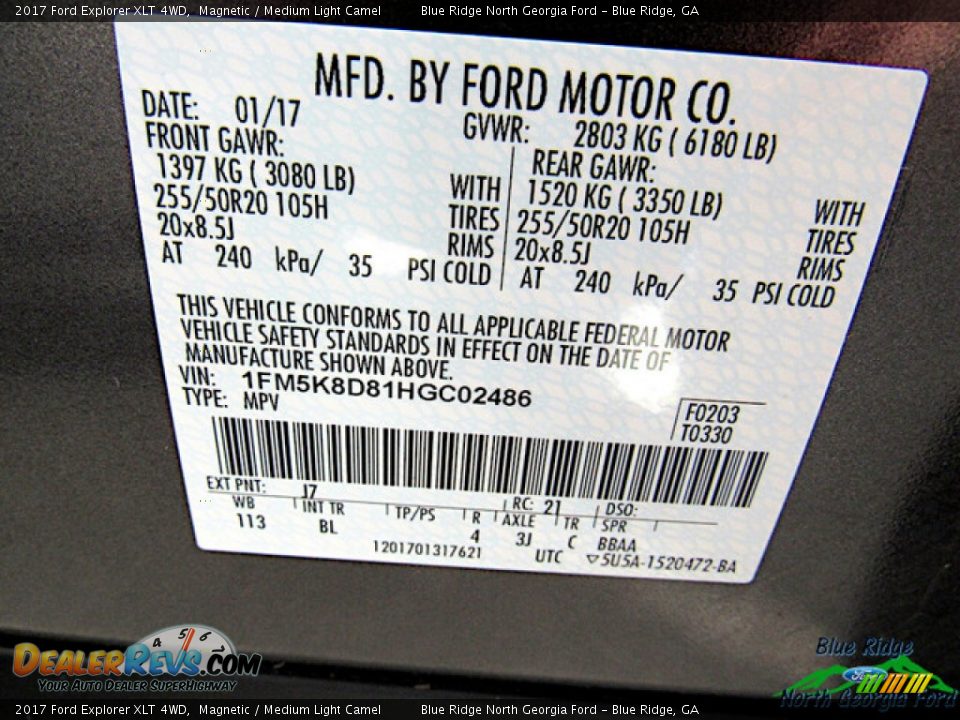 2017 Ford Explorer XLT 4WD,  Magnetic / Medium Light Camel    Blue Ridge North Georgia Ford - Blue Ridge, GA
MFD. BY FORD MOTOR CO.
DATE: 01/17 GVWR: 2803 KG ( 6180 LB)
FRONT GAWR: REAR GAWR:
1397 KG ( 3080 LB) WITH 1520 KG ( 3350 LB) WITH
255/50R20 105H TIRES 255/50R20 105H TIRES
20x8.5J RIMS 20x8.5J RIMS
AT 240 kPa/ 35 PSI COLD AT 240 kPa/ 35 PSI COLD
THIS VEHICLE CONFORMS TO ALL APPLICABLE FEDERAL MOTOR
VEHICLE SAFETY STANDARDS IN EFFECT ON THE DATE OF
MANUFACTURE SHOWN ABOVE.
VIN: 1FM5K8D81HGC02486
TYPE: MPV
F0203
T0330
EXT PNT: J7 RC: 21 DSO:
WB INT TR TP/PS R AXLE TR SPR
113 BL 4 3J C BBAA
1201701317621 UTC ▽5U5A-1520472-BA
4 5 6
DEALERREVS.COM
YOUR AUTO DEALER SUPERHIGHWAY
Blue Ridge
Ford
North Georgia Ford
2017 Ford Explorer XLT 4WD,  Magnetic / Medium Light Camel    Blue Ridge North Georgia Ford - Blue Ridge, GA